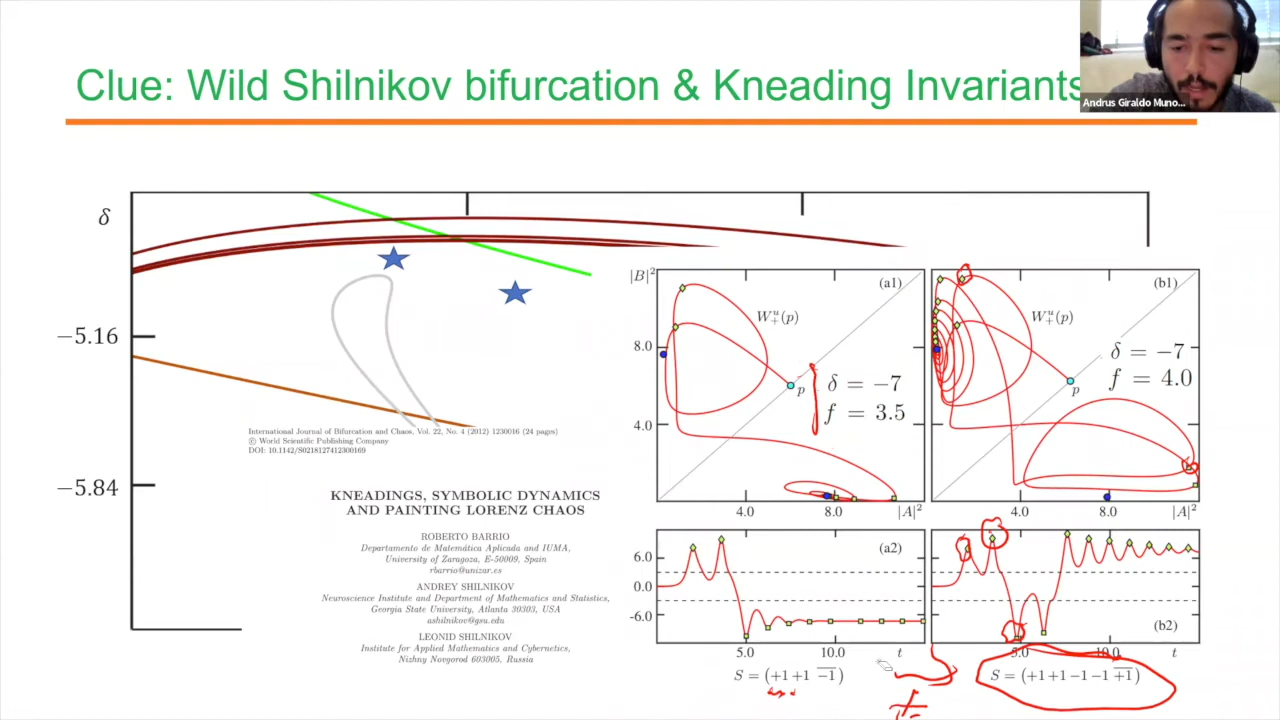 Clue: Wild Shilnikov bifurcation & Kneading Invariants
Andrus Giraldo Muno...
δ
−5.16
−5.84
International Journal of Bifurcation and Chaos, Vol. 22, No. 4 (2012) 1230016 (24 pages)
© World Scientific Publishing Company
DOI: 10.1142/S0218127412300169
KNEADINGS, SYMBOLIC DYNAMICS
AND PAINTING LORENZ CHAOS
ROBERTO BARRIO
Departamento de Matemática Aplicada and IUMA,
University of Zaragoza, E-50009, Spain
rbarrio@unizar.es
ANDREY SHILNIKOV
Neuroscience Institute and Department of Mathematics and Statistics,
Georgia State University, Atlanta 30303, USA
ashilnikov@gsu.edu
LEONID SHILNIKOV
Institute for Applied Mathematics and Cybernetics,
Nizhny Novgorod 603005, Russia
|B|²
(a1)
W₊ᵘ(p)
8.0
p
δ = −7
f = 3.5
4.0
4.0
8.0
|A|²
(b1)
W₊ᵘ(p)
δ = −7
f = 4.0
p
4.0
8.0
|A|²
(a2)
6.0
0.0
-6.0
5.0
10.0
t
S = (+1 +1 −1)
(b2)
5.0
10.0
t
S = (+1 +1 −1 −1 +1)